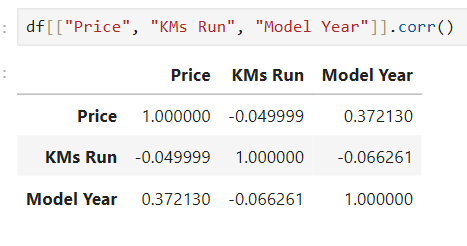 : df[["Price", "KMs Run", "Model Year"]].corr()
:
Price KMs Run Model Year
Price 1.000000 -0.049999 0.372130
KMs Run -0.049999 1.000000 -0.066261
Model Year 0.372130 -0.066261 1.000000